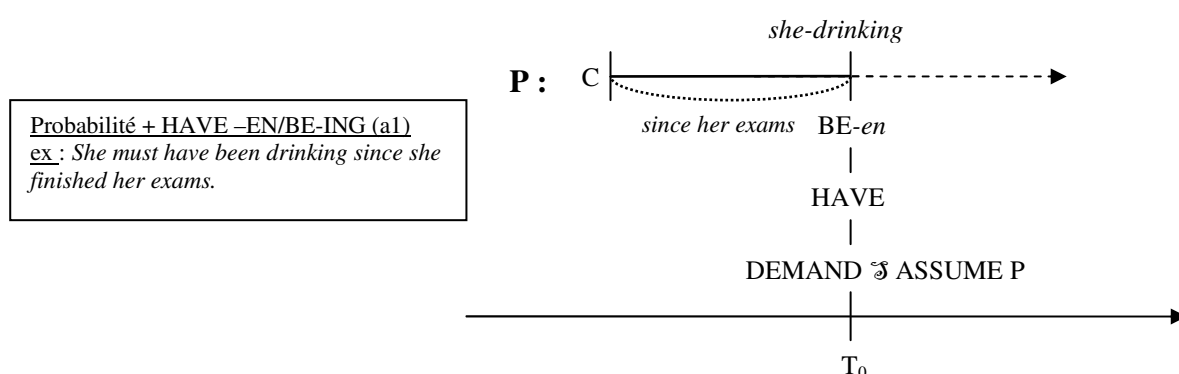 she-drinking
P : C
Probabilité + HAVE –EN/BE-ING (a1)
ex : She must have been drinking since she
finished her exams.
since her exams BE-en
HAVE
DEMAND ℑ ASSUME P
T₀